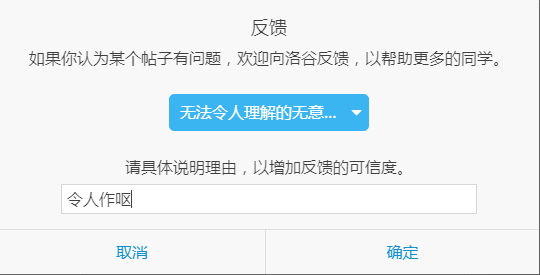 反馈
如果你认为某个帖子有问题，欢迎向洛谷反馈，以帮助更多的同学。
无法令人理解的无意...
请具体说明理由，以增加反馈的可信度。
令人作呕
取消
确定